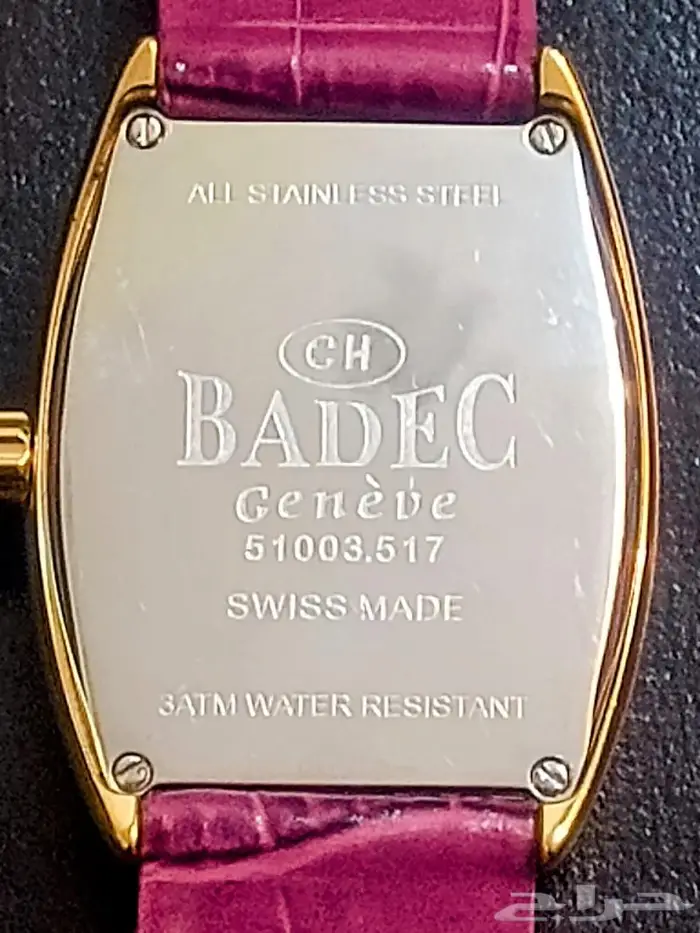 ALL STAINLESS STEEL
CH
BADEC
Genève
51003.517
SWISS MADE
3ATM WATER RESISTANT
حراج